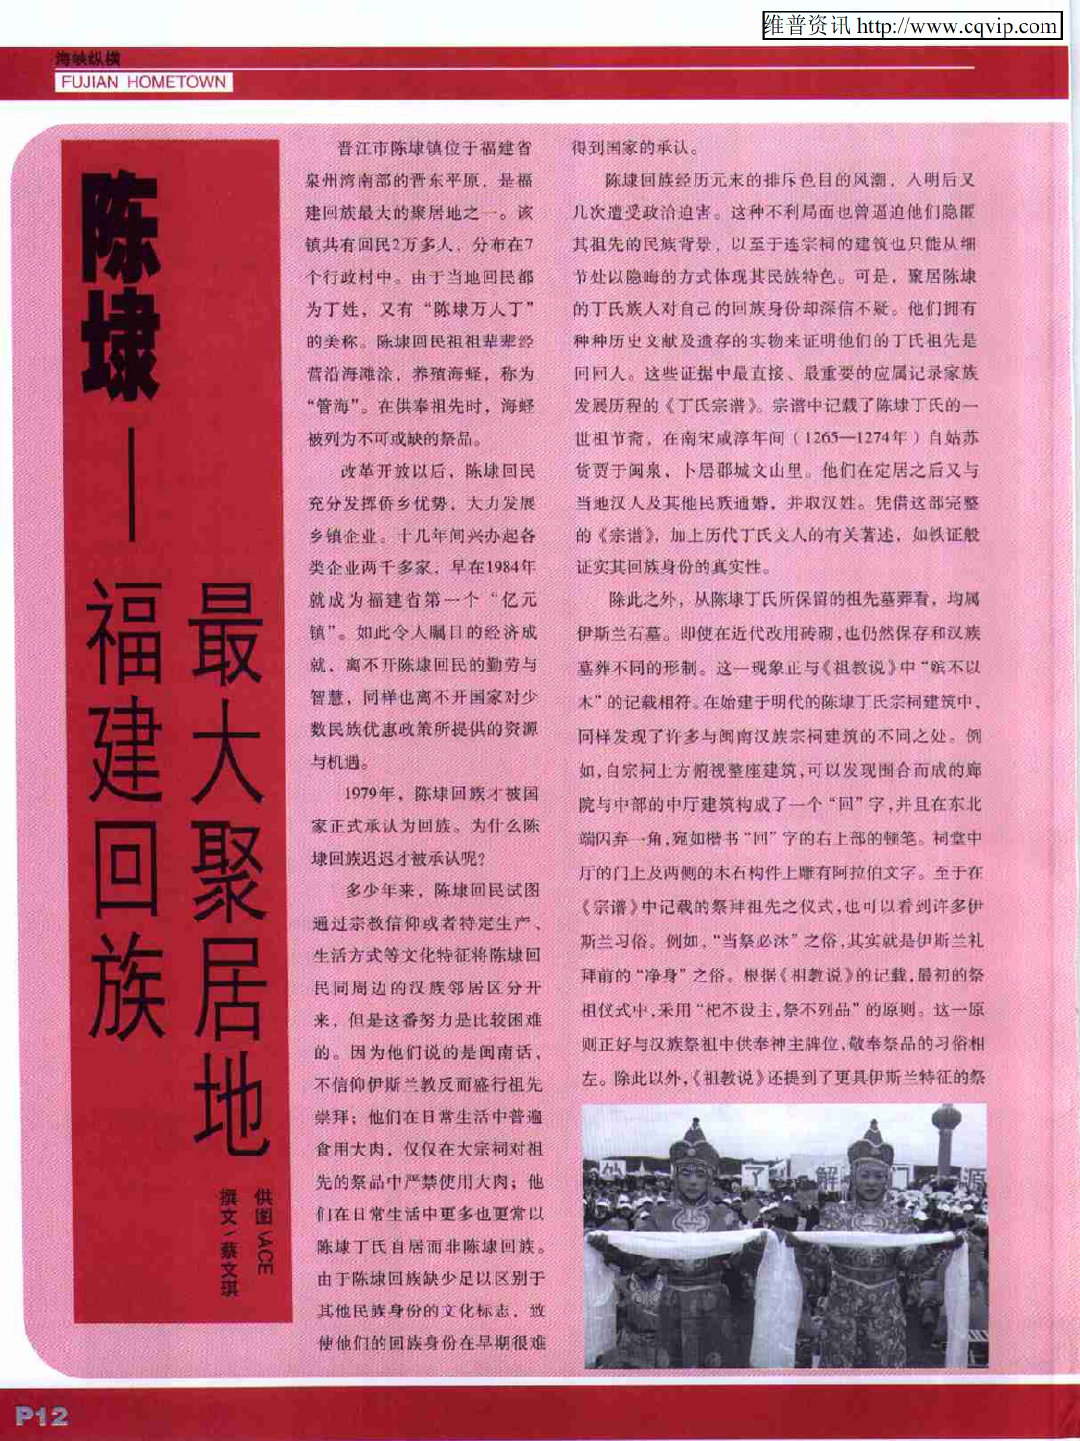 维普资讯 http://www.cqvip.com
海峡纵横
FUJIAN HOMETOWN
陈埭——
福建回族
最大聚居地
撰文\蔡文琪
供图\ACE
晋江市陈埭镇位于福建省
泉州湾南部的晋东平原，是福
建回族最大的聚居地之一。该
镇共有回民2万多人，分布在7
个行政村中。由于当地回民都
为丁姓，又有“陈埭万人丁”
的美称。陈埭回民祖祖辈辈经
营沿海滩涂，养殖海蛏，称为
“管海”。在供奉祖先时，海蛏
被列为不可或缺的祭品。
改革开放以后，陈埭回民
充分发挥侨乡优势，大力发展
乡镇企业。十几年间兴办起各
类企业两千多家，早在1984年
就成为福建省第一个“亿元
镇”。如此令人瞩目的经济成
就，离不开陈埭回民的勤劳与
智慧，同样也离不开国家对少
数民族优惠政策所提供的资源
与机遇。
1979年，陈埭回族才被国
家正式承认为回族。为什么陈
埭回族迟迟才被承认呢？
多少年来，陈埭回民试图
通过宗教信仰或者特定生产、
生活方式等文化特征将陈埭回
民同周边的汉族邻居区分开
来，但是这番努力是比较困难
的。因为他们说的是闽南话，
不信仰伊斯兰教反而盛行祖先
崇拜；他们在日常生活中普遍
食用大肉，仅仅在大宗祠对祖
先的祭品中严禁使用大肉；他
们在日常生活中更多也更常以
陈埭丁氏自居而非陈埭回族。
由于陈埭回族缺少足以区别于
其他民族身份的文化标志，致
使他们的回族身份在早期很难
得到国家的承认。
陈埭回族经历元末的排斥色目的风潮，入明后又
几次遭受政治迫害。这种不利局面也曾逼迫他们隐匿
其祖先的民族背景，以至于连宗祠的建筑也只能从细
节处以隐晦的方式体现其民族特色。可是，聚居陈埭
的丁氏族人对自己的回族身份却深信不疑。他们拥有
种种历史文献及遗存的实物来证明他们的丁氏祖先是
回回人。这些证据中最直接、最重要的应属记录家族
发展历程的《丁氏宗谱》。宗谱中记载了陈埭丁氏的一
世祖节斋，在南宋咸淳年间（1265—1274年）自姑苏
货贾于闽泉，卜居郡城文山里。他们在定居之后又与
当地汉人及其他民族通婚，并取汉姓。凭借这部完整
的《宗谱》，加上历代丁氏文人的有关著述，如铁证般
证实其回族身份的真实性。
除此之外，从陈埭丁氏所保留的祖先墓葬看，均属
伊斯兰石墓。即使在近代改用砖砌，也仍然保存和汉族
墓葬不同的形制。这一现象正与《祖教说》中“殡不以
木”的记载相符。在始建于明代的陈埭丁氏宗祠建筑中，
同样发现了许多与闽南汉族宗祠建筑的不同之处。例
如，自宗祠上方俯视整座建筑，可以发现围合而成的廊
院与中部的中厅建筑构成了一个“回”字，并且在东北
端闪弃一角，宛如楷书“回”字的右上部的顿笔。祠堂中
厅的门上及两侧的木石构件上雕有阿拉伯文字。至于在
《宗谱》中记载的祭拜祖先之仪式，也可以看到许多伊
斯兰习俗。例如，“当祭必沐”之俗，其实就是伊斯兰礼
拜前的“净身”之俗。根据《祖教说》的记载，最初的祭
祖仪式中，采用“杷不设主，祭不列品”的原则。这一原
则正好与汉族祭祖中供奉神主牌位，敬奉祭品的习俗相
左。除此以外，《祖教说》还提到了更具伊斯兰特征的祭
了 解 门 源
P12